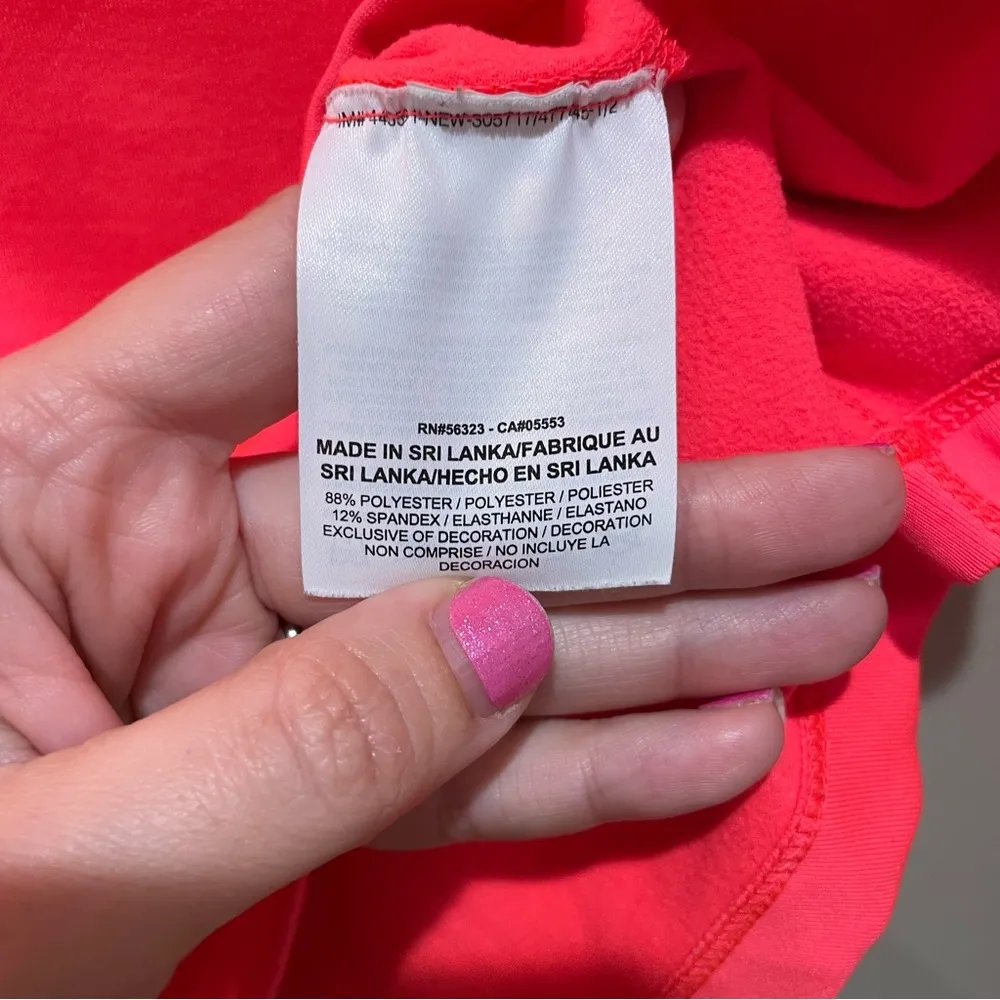 RN#56323 - CA#05553
MADE IN SRI LANKA/FABRIQUE AU
SRI LANKA/HECHO EN SRI LANKA
88% POLYESTER / POLYESTER / POLIESTER
12% SPANDEX / ELASTHANNE / ELASTANO
EXCLUSIVE OF DECORATION / DECORATION
NON COMPRISE / NO INCLUYE LA
DECORACION